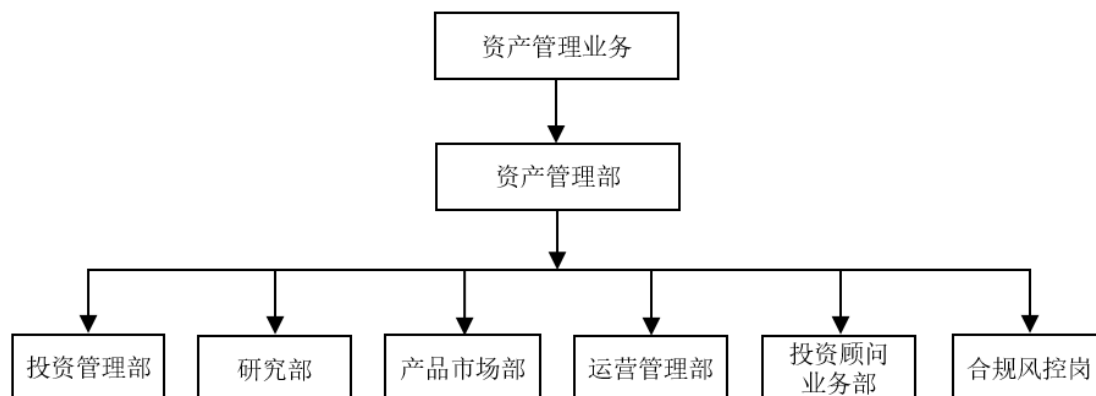 资产管理业务
资产管理部
投资管理部
研究部
产品市场部
运营管理部
投资顾问
业务部
合规风控岗